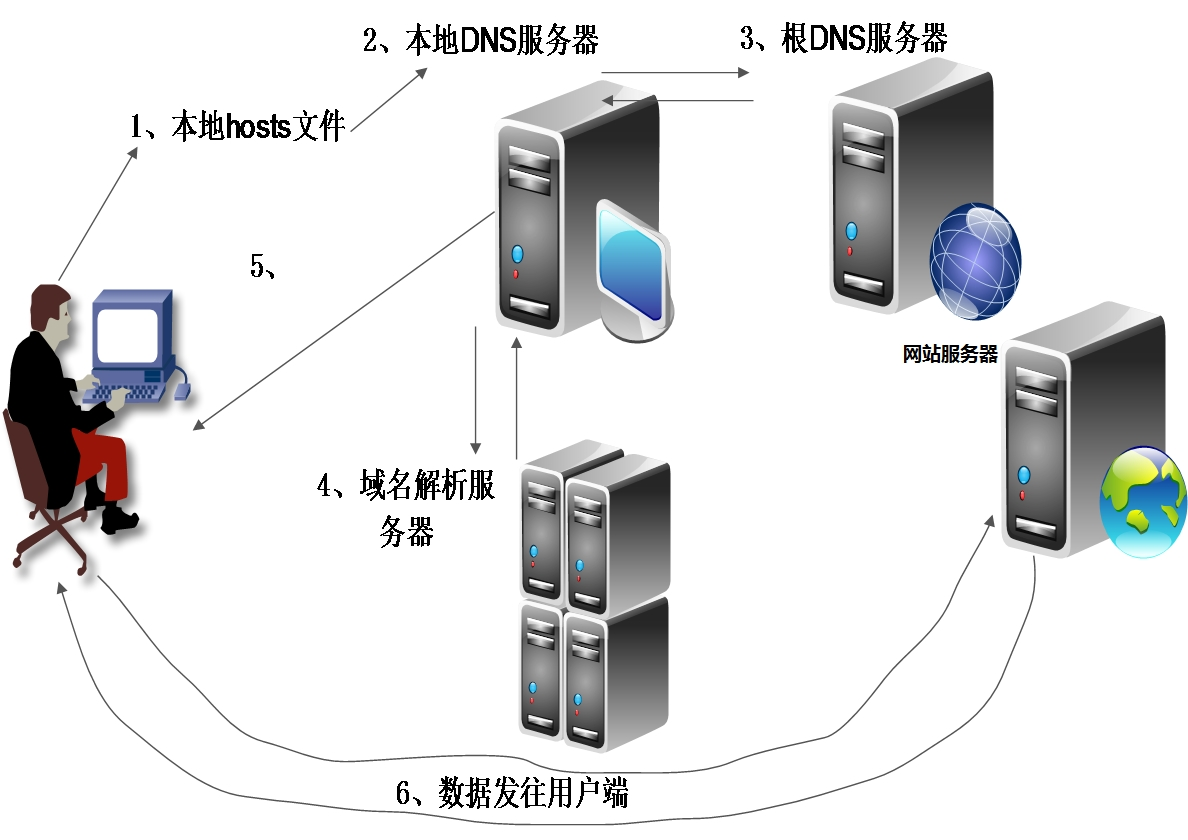 1、本地hosts文件
2、本地DNS服务器
3、根DNS服务器
4、域名解析服
务器
5、
网站服务器
6、数据发往用户端